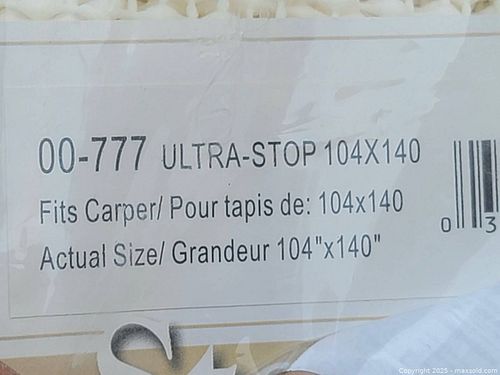 00-777 ULTRA-STOP 104X140
Fits Carper/ Pour tapis de: 104x140
Actual Size/ Grandeur 104"x140"
0 3
St
Copyright 2025 - maxsold.com